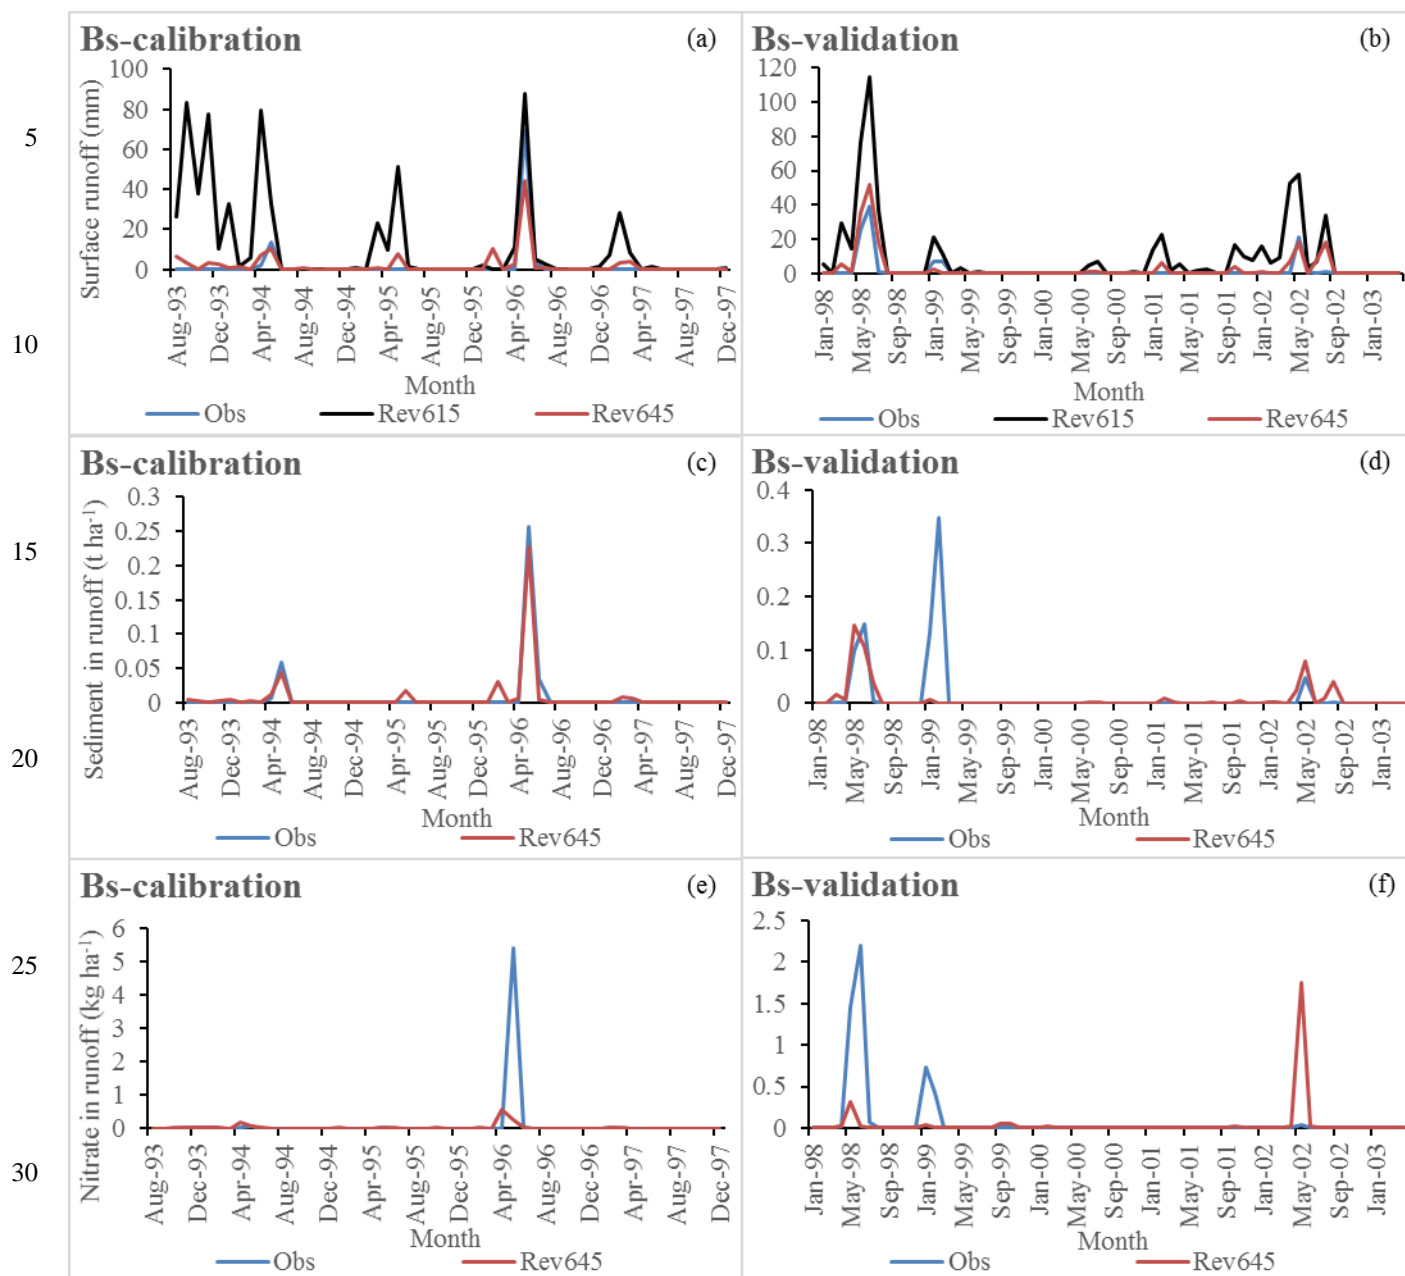 Bs-calibration (a)
Surface runoff (mm)
100
80
60
40
20
0
Aug-93 Dec-93 Apr-94 Aug-94 Dec-94 Apr-95 Aug-95 Dec-95 Apr-96 Aug-96 Dec-96 Apr-97 Aug-97 Dec-97
Month
Obs Rev615 Rev645
Bs-validation (b)
120
100
80
60
40
20
0
Jan-98 May-98 Sep-98 Jan-99 May-99 Sep-99 Jan-00 May-00 Sep-00 Jan-01 May-01 Sep-01 Jan-02 May-02 Sep-02 Jan-03
Month
Obs Rev615 Rev645
5
10
Bs-calibration (c)
Sediment in runoff (t ha-1)
0.3
0.25
0.2
0.15
0.1
0.05
0
Aug-93 Dec-93 Apr-94 Aug-94 Dec-94 Apr-95 Aug-95 Dec-95 Apr-96 Aug-96 Dec-96 Apr-97 Aug-97 Dec-97
Month
Obs Rev645
Bs-validation (d)
0.4
0.3
0.2
0.1
0
Jan-98 May-98 Sep-98 Jan-99 May-99 Sep-99 Jan-00 May-00 Sep-00 Jan-01 May-01 Sep-01 Jan-02 May-02 Sep-02 Jan-03
Month
Obs Rev645
15
20
Bs-calibration (e)
Nitrate in runoff (kg ha-1)
6
5
4
3
2
1
0
Aug-93 Dec-93 Apr-94 Aug-94 Dec-94 Apr-95 Aug-95 Dec-95 Apr-96 Aug-96 Dec-96 Apr-97 Aug-97 Dec-97
Month
Obs Rev645
Bs-validation (f)
2.5
2
1.5
1
0.5
0
Jan-98 May-98 Sep-98 Jan-99 May-99 Sep-99 Jan-00 May-00 Sep-00 Jan-01 May-01 Sep-01 Jan-02 May-02 Sep-02 Jan-03
Month
Obs Rev645
25
30